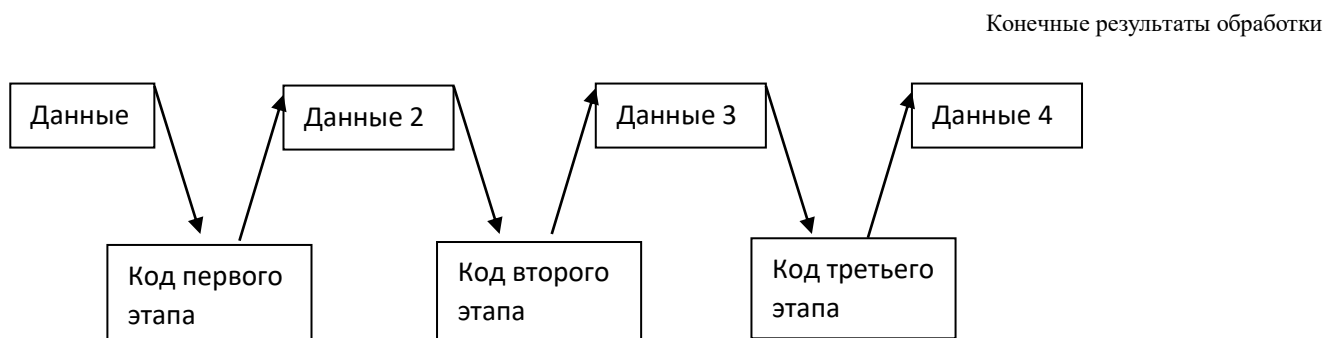 Конечные результаты обработки
Данные
Данные 2
Данные 3
Данные 4
Код первого
этапа
Код второго
этапа
Код третьего
этапа